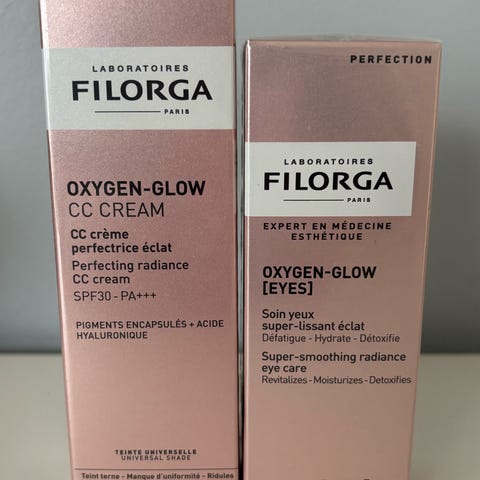 LABORATOIRES
FILORGA
PARIS
OXYGEN-GLOW
CC CREAM
CC crème
perfectrice éclat
Perfecting radiance
CC cream
SPF30 - PA+++
PIGMENTS ENCAPSULÉS + ACIDE
HYALURONIQUE
TEINTE UNIVERSELLE
UNIVERSAL SHADE
Teint terne - Manque d'uniformité - Ridules
PERFECTION
LABORATOIRES
FILORGA
PARIS
EXPERT EN MÉDECINE
ESTHÉTIQUE
OXYGEN-GLOW
[EYES]
Soin yeux
super-lissant éclat
Défatigue - Hydrate - Détoxifie
Super-smoothing radiance
eye care
Revitalizes - Moisturizes - Detoxifies